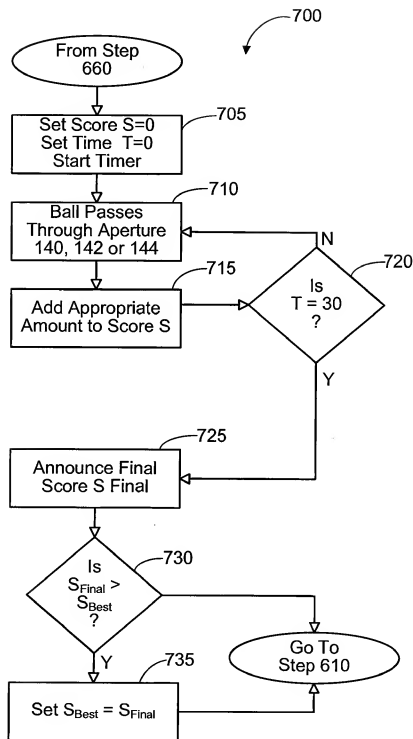 700
From Step
660
705
Set Score S=0
Set Time T=0
Start Timer
710
Ball Passes
Through Aperture
140, 142 or 144
N
720
715
Add Appropriate
Amount to Score S
Is
T = 30
?
Y
725
Announce Final
Score S Final
730
Is
SFinal >
SBest
?
Go To
Step 610
Y
735
Set SBest = SFinal